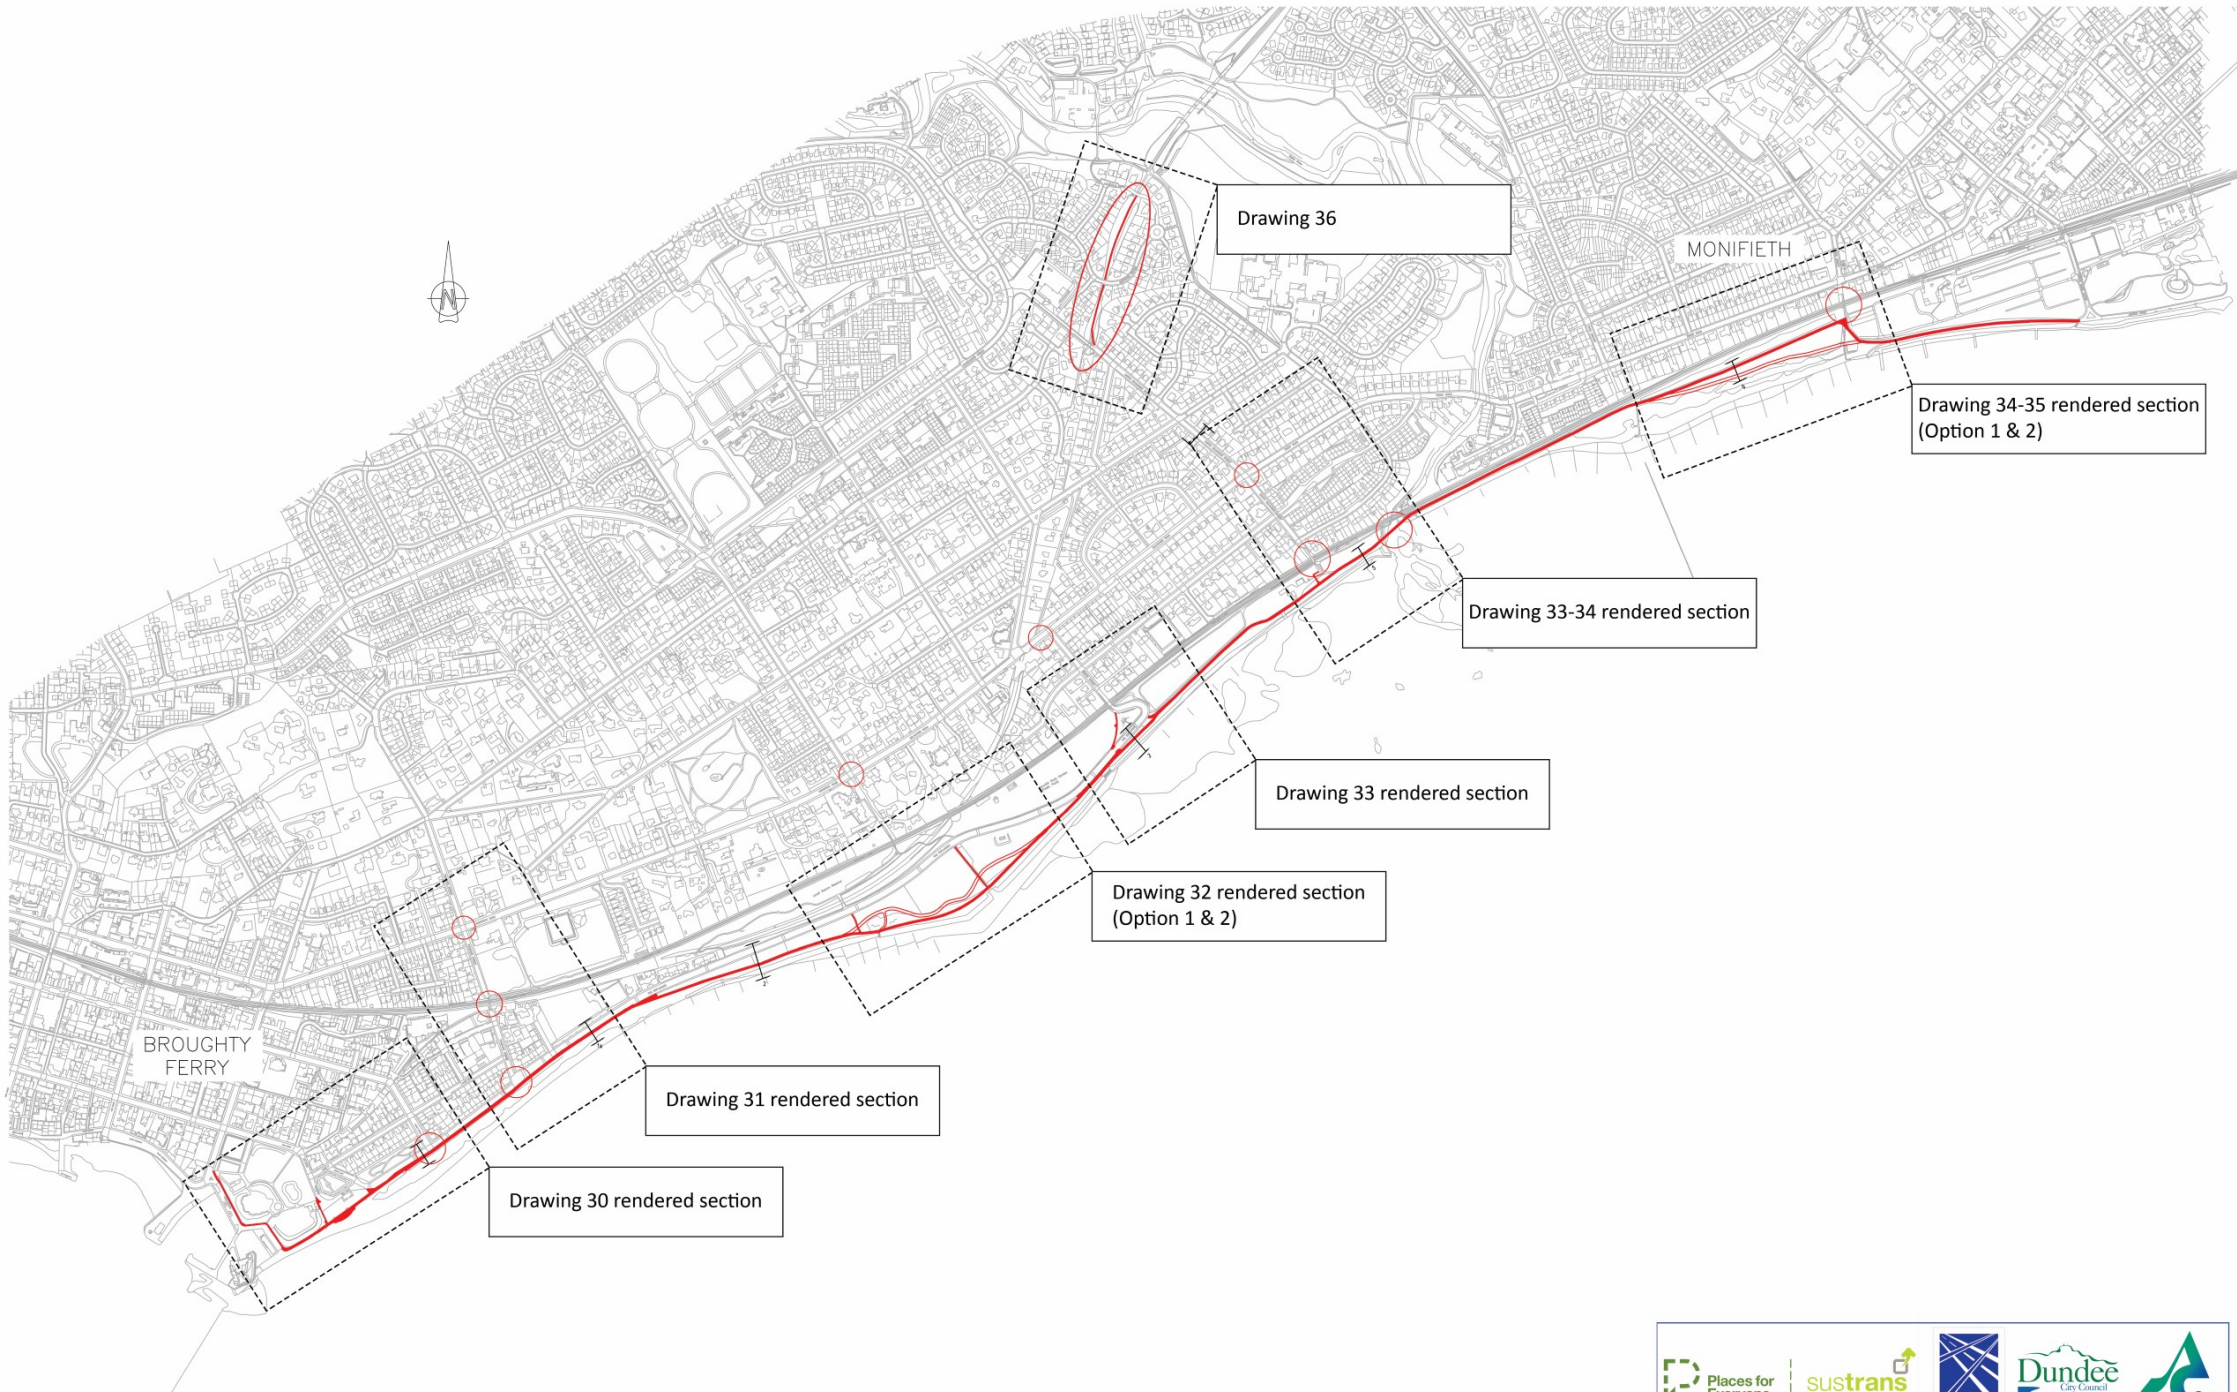 Drawing 36
MONIFIETH
N
Drawing 34-35 rendered section
(Option 1 & 2)
Drawing 33-34 rendered section
Drawing 33 rendered section
Drawing 32 rendered section
(Option 1 & 2)
BROUGHTY
FERRY
Drawing 31 rendered section
Drawing 30 rendered section
Places for
Everyone
sustrans
Dundee
City Council